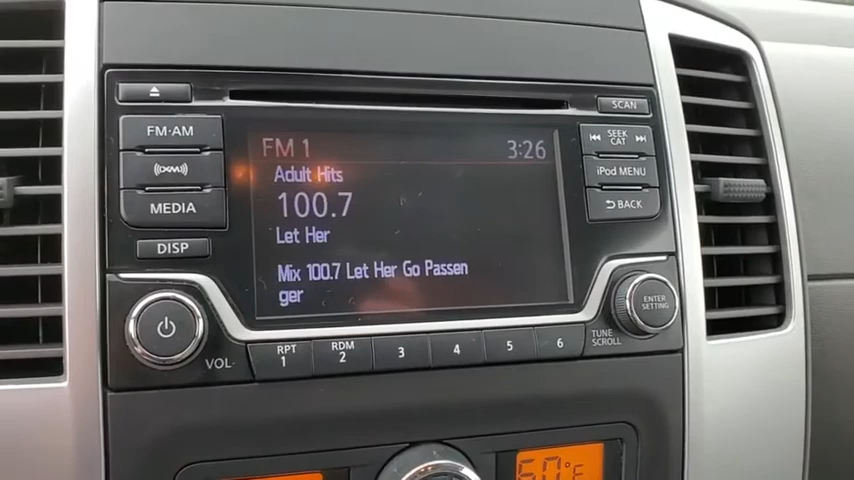 SCAN
FM·AM
FM 1
3:26
SEEK
CAT
Adult Hits
XM
100.7
iPod MENU
MEDIA
BACK
Let Her
DISP
Mix 100.7 Let Her Go Passen
ger
ENTER
SETTING
VOL
RPT
1
RDM
2
3
4
5
6
TUNE
SCROLL
60°F